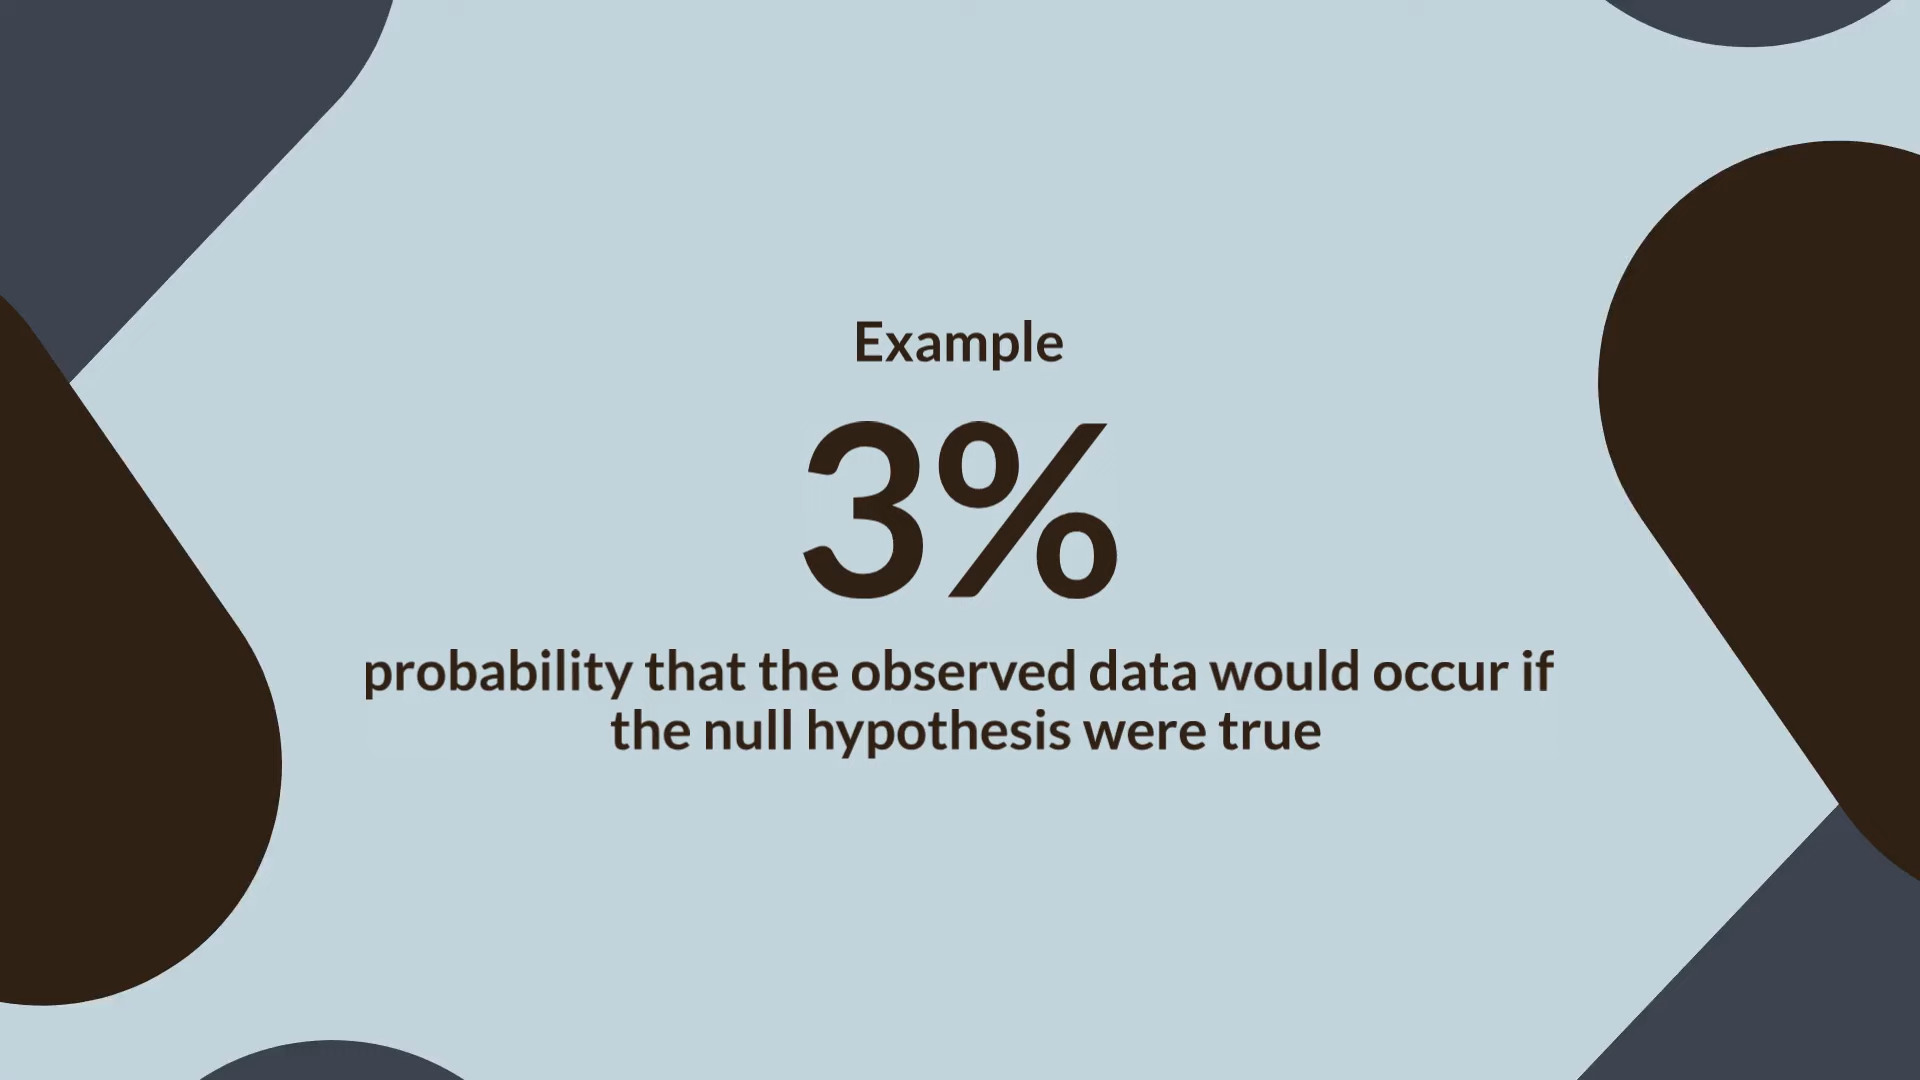 Example
3%
probability that the observed data would occur if
the null hypothesis were true